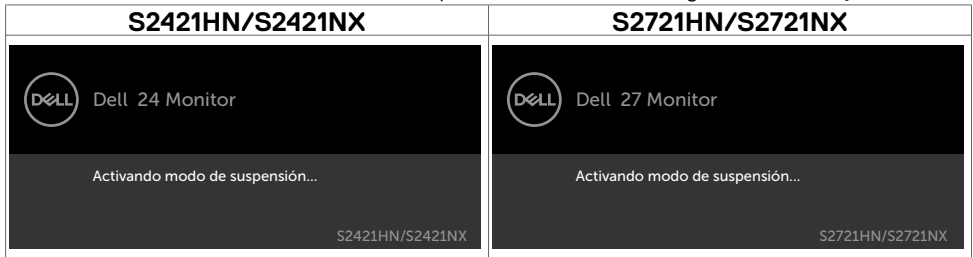 S2421HN/S2421NX
S2721HN/S2721NX
DELL
Dell 24 Monitor
Activando modo de suspensión...
S2421HN/S2421NX
DELL
Dell 27 Monitor
Activando modo de suspensión...
S2721HN/S2721NX